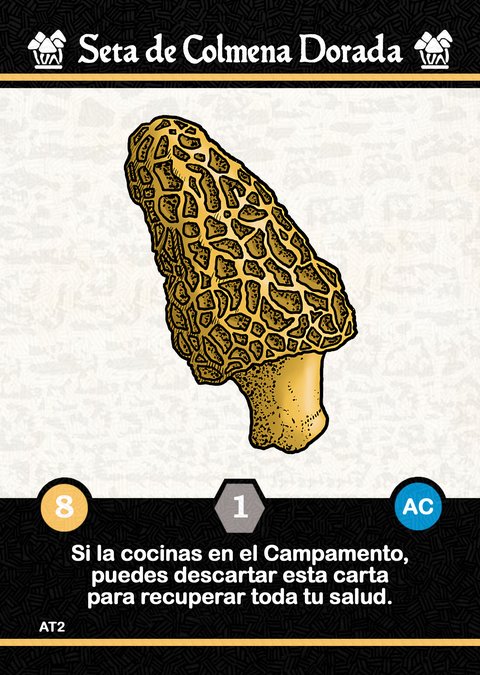 Seta de Colmena Dorada
8
1
AC
Si la cocinas en el Campamento,
puedes descartar esta carta
para recuperar toda tu salud.
AT2